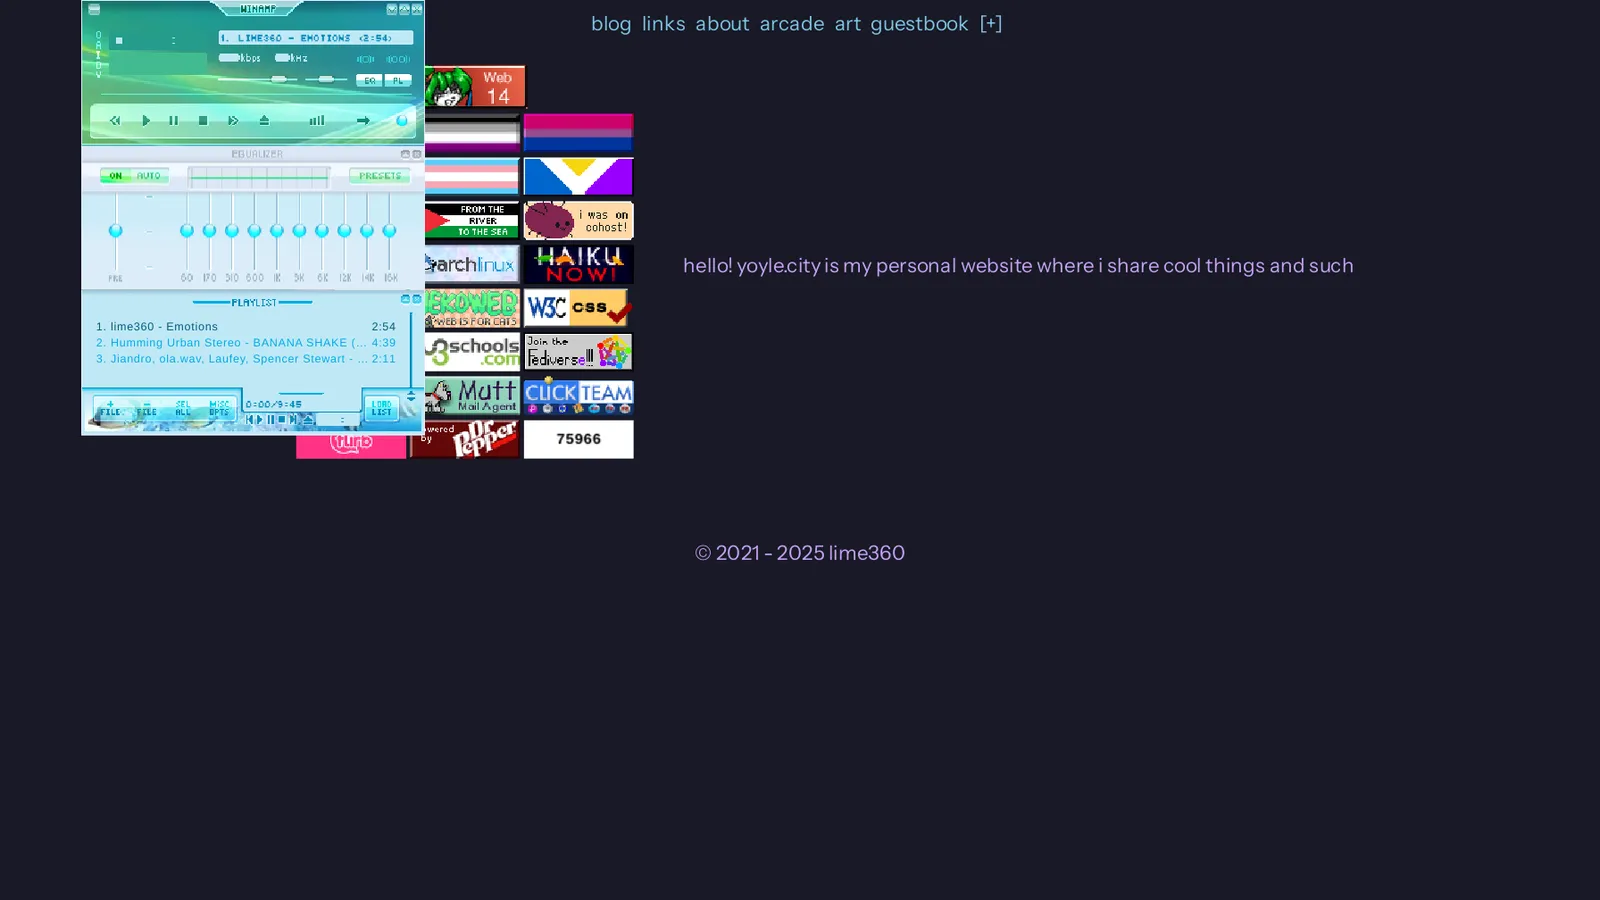 blog links about arcade art guestbook [+]
WINAMP
1. LIME360 - EMOTIONS (2:54)
kbps kHz
EQ PL
EQUALIZER
ON AUTO PRESETS
PRE 60 170 310 600 1K 3K 6K 12K 14K 16K
PLAYLIST
1. lime360 - Emotions 2:54
2. Humming Urban Stereo - BANANA SHAKE (... 4:39
3. Jiandro, ola.wav, Laufey, Spencer Stewart - ... 2:11
+ FILE - FILE SEL ALL MISC OPTS
0:00/9:45
LOAD LIST
Web
14
FROM THE
RIVER
TO THE SEA
i was on
cohost!
archlinux
HAIKU
NOW!
WEB IS FOR CATS
W3C css
schools
.com
Join the
Fediverse!!!
Mutt
Mail Agent
CLICKTEAM
by
Dr Pepper
75966
hello! yoyle.city is my personal website where i share cool things and such
© 2021 - 2025 lime360